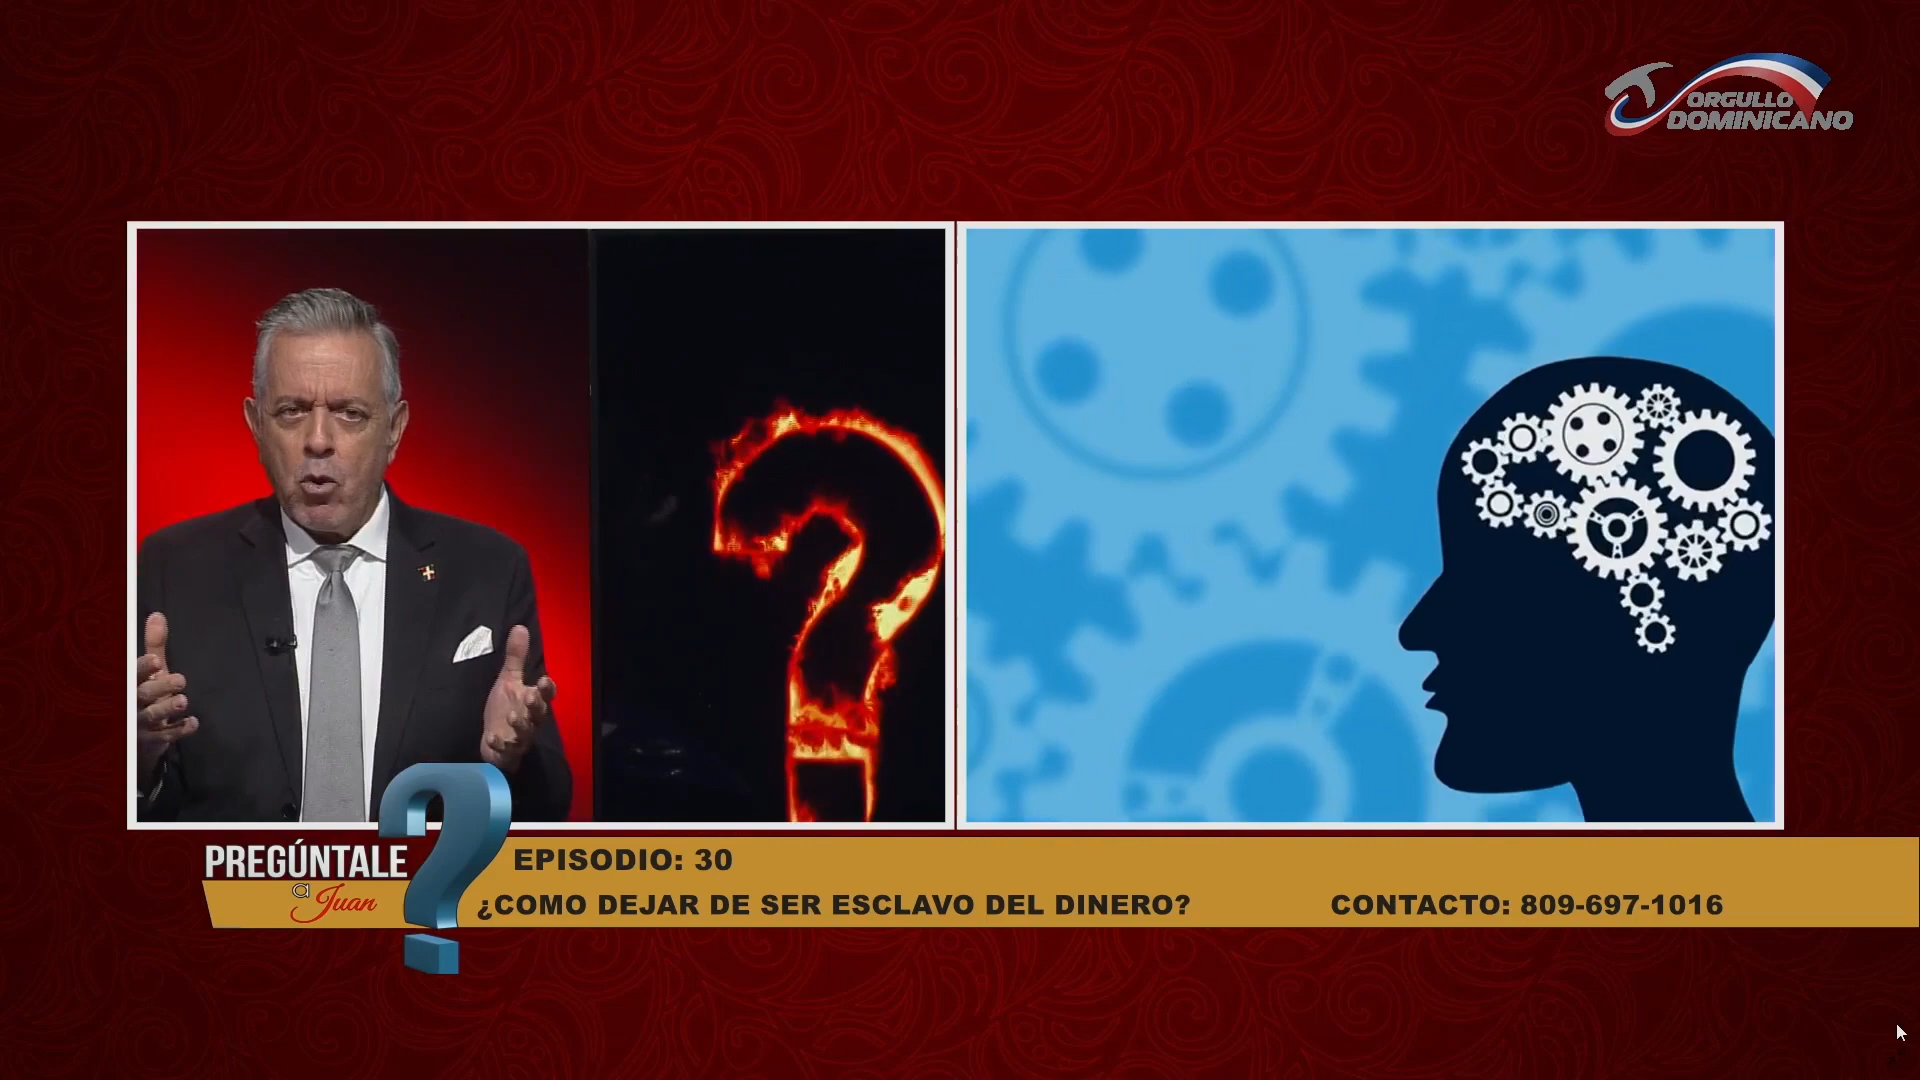 ORGULLO
DOMINICANO
PREGÚNTALE
a Juan
EPISODIO: 30
¿COMO DEJAR DE SER ESCLAVO DEL DINERO?
CONTACTO: 809-697-1016